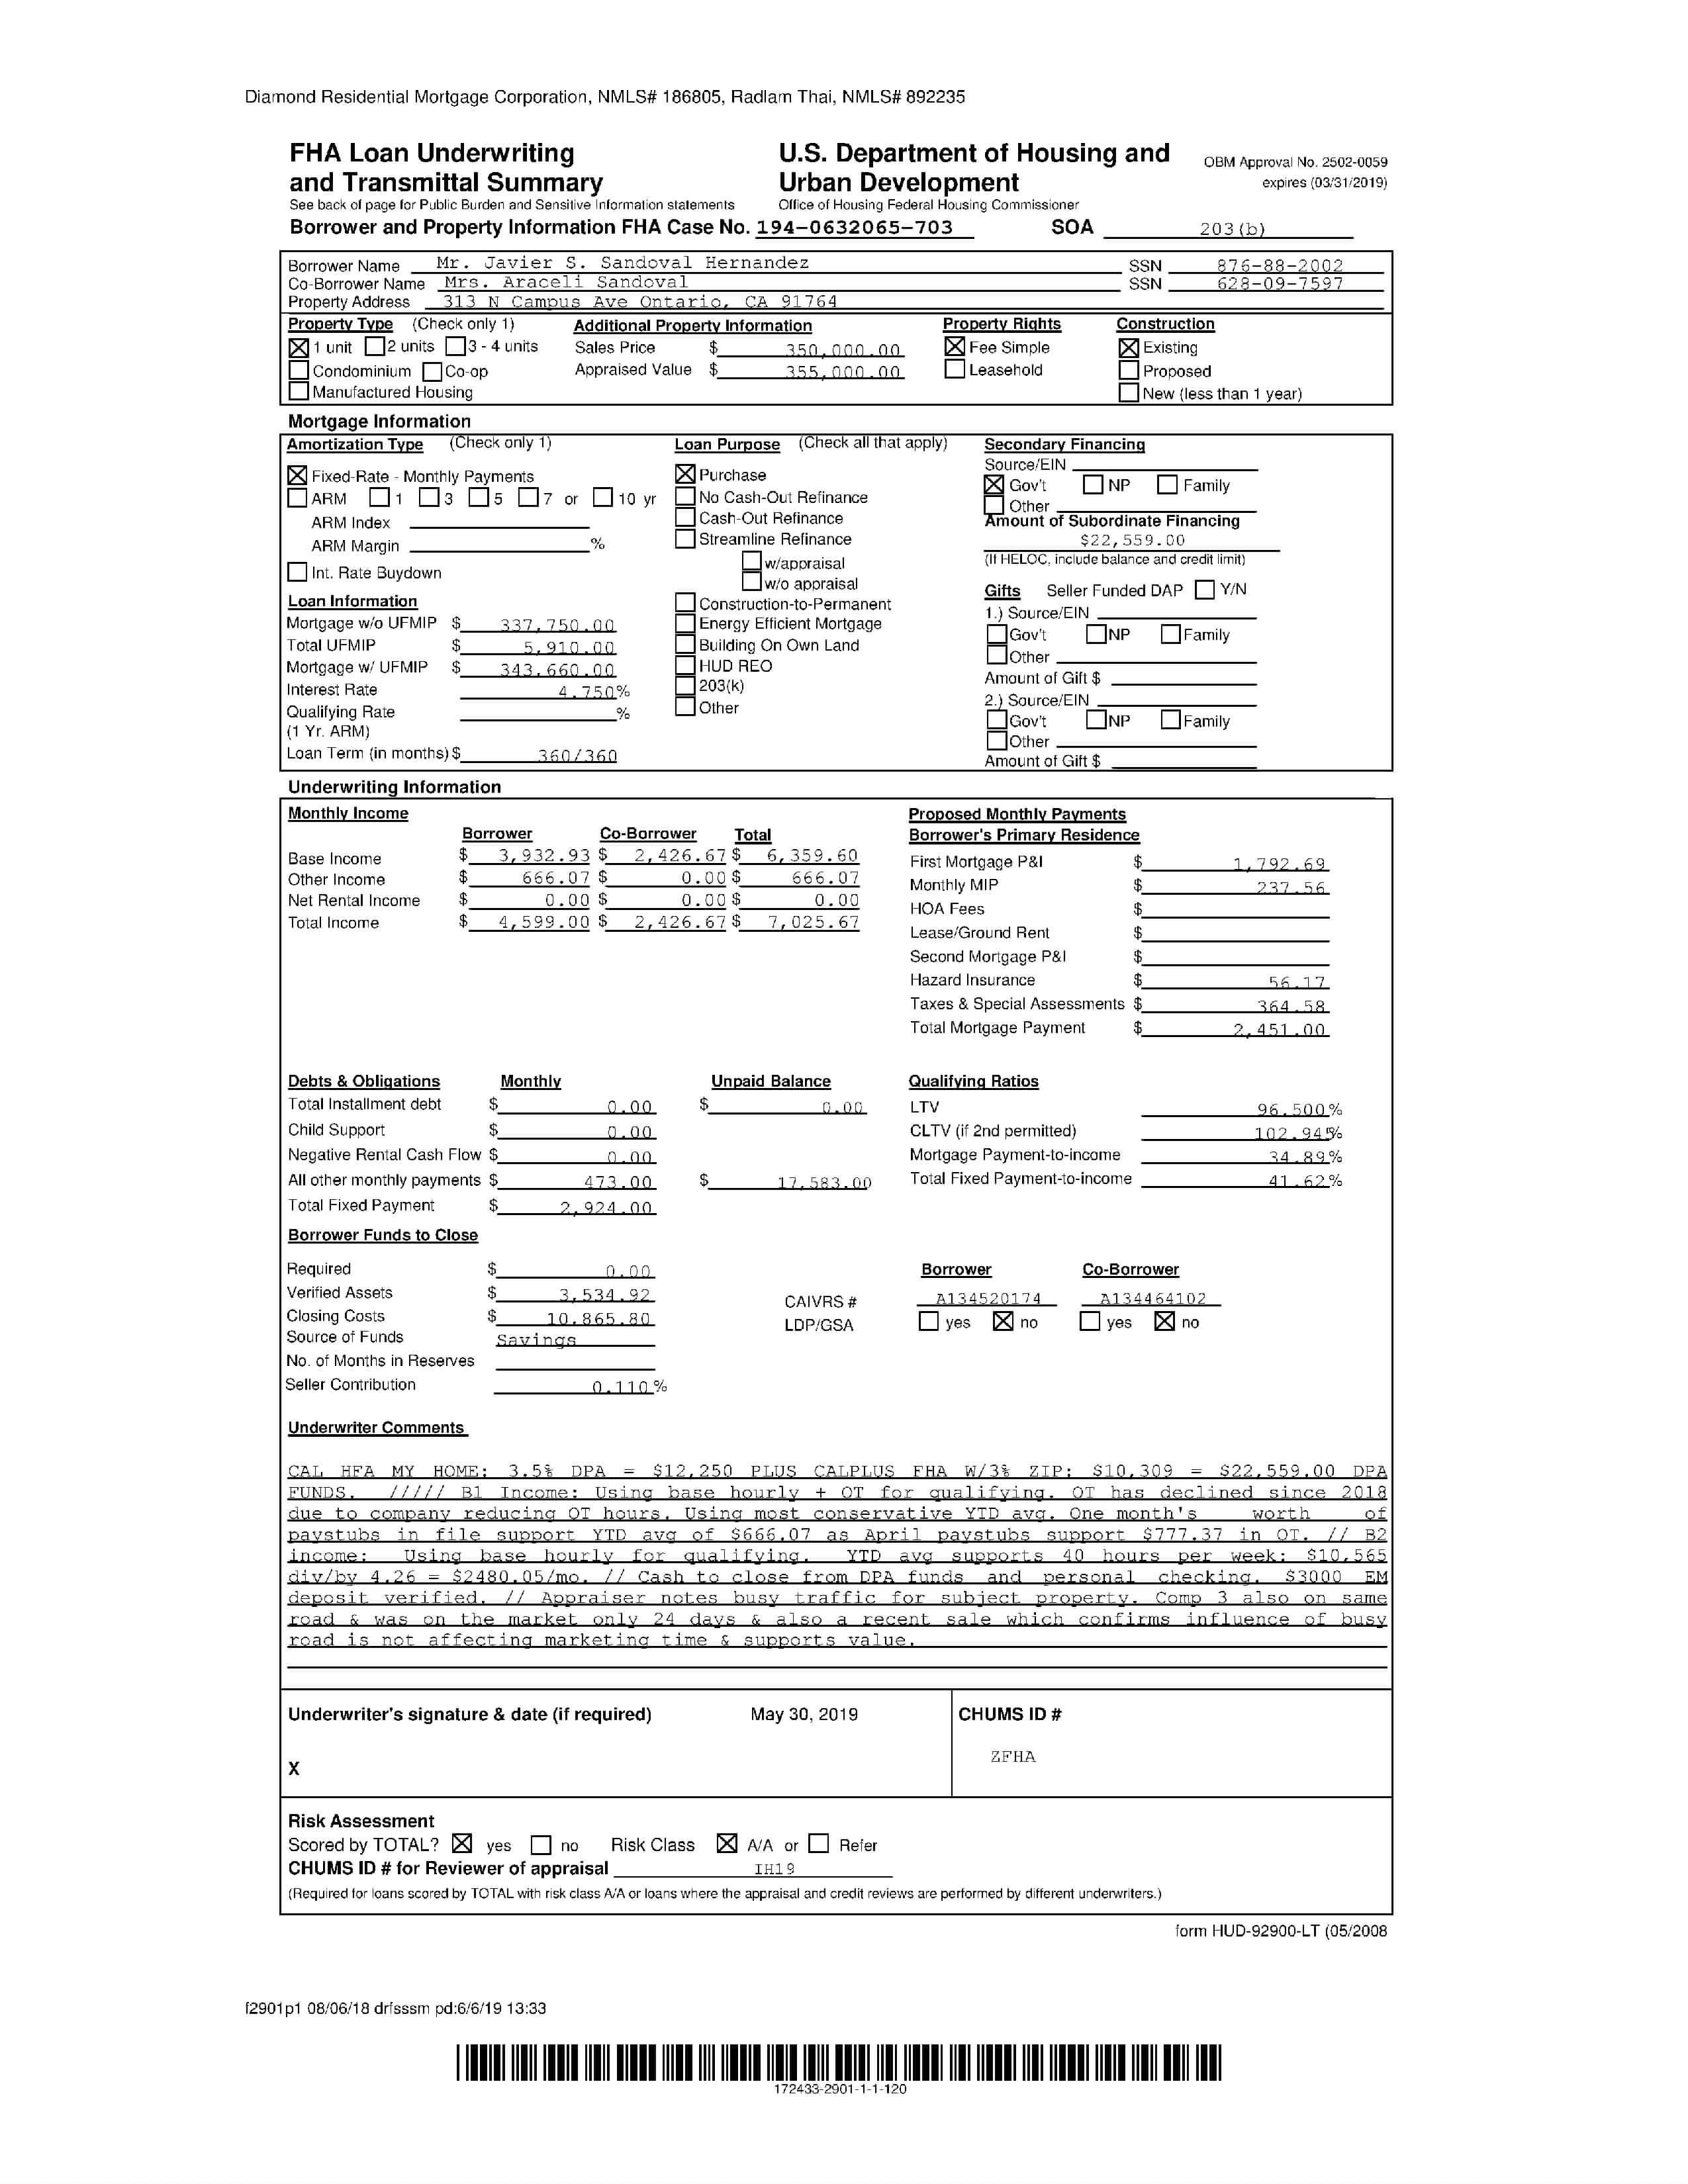 Diamond Residential Mortgage Corporation, NMLS# 186805, Radlam Thai, NMLS# 892235
FHA Loan Underwriting and Transmittal Summary
See back of page for Public Burden and Sensitive Information statements
U.S. Department of Housing and Urban Development
Office of Housing Federal Housing Commissioner
OBM Approval No. 2502-0059
expires (03/31/2019)
Borrower and Property Information FHA Case No. 194-0632065-703 SOA 203(b)
Borrower Name Mr. Javier S. Sandoval Hernandez SSN 876-88-2002
Co-Borrower Name Mrs. Araceli Sandoval SSN 628-09-7597
Property Address 313 N Campus Ave Ontario, CA 91764
Property Type (Check only 1) Additional Property Information Property Rights Construction
1 unit 2 units 3 - 4 units Sales Price $ 350,000.00 Fee Simple Existing
Condominium Co-op Appraised Value $ 355,000.00 Leasehold Proposed
Manufactured Housing New (less than 1 year)
Mortgage Information
Amortization Type (Check only 1)
Fixed-Rate - Monthly Payments
ARM 1 3 5 7 or 10 yr
ARM Index
ARM Margin %
Int. Rate Buydown
Loan Information
Mortgage w/o UFMIP $ 337,750.00
Total UFMIP $ 5,910.00
Mortgage w/ UFMIP $ 343,660.00
Interest Rate 4.750%
Qualifying Rate %
(1 Yr. ARM)
Loan Term (in months) $ 360/360
Loan Purpose (Check all that apply)
Purchase
No Cash-Out Refinance
Cash-Out Refinance
Streamline Refinance
w/appraisal
w/o appraisal
Construction-to-Permanent
Energy Efficient Mortgage
Building On Own Land
HUD REO
203(k)
Other
Secondary Financing
Source/EIN
Gov't NP Family
Other
Amount of Subordinate Financing
$22,559.00
(If HELOC, include balance and credit limit)
Gifts Seller Funded DAP Y/N
1.) Source/EIN
Gov't NP Family
Other
Amount of Gift $
2.) Source/EIN
Gov't NP Family
Other
Amount of Gift $
Underwriting Information
Monthly Income
Borrower Co-Borrower Total
Base Income $ 3,932.93 $ 2,426.67 $ 6,359.60
Other Income $ 666.07 $ 0.00 $ 666.07
Net Rental Income $ 0.00 $ 0.00 $ 0.00
Total Income $ 4,599.00 $ 2,426.67 $ 7,025.67
Proposed Monthly Payments
Borrower's Primary Residence
First Mortgage P&I $ 1,792.69
Monthly MIP $ 237.56
HOA Fees $
Lease/Ground Rent $
Second Mortgage P&I $
Hazard Insurance $ 56.17
Taxes & Special Assessments $ 364.58
Total Mortgage Payment $ 2,451.00
Debts & Obligations Monthly Unpaid Balance
Total Installment debt $ 0.00 $ 0.00
Child Support $ 0.00
Negative Rental Cash Flow $ 0.00
All other monthly payments $ 473.00 $ 17,583.00
Total Fixed Payment $ 2,924.00
Qualifying Ratios
LTV 96.500%
CLTV (if 2nd permitted) 102.945%
Mortgage Payment-to-income 34.89%
Total Fixed Payment-to-income 41.62%
Borrower Funds to Close
Required $ 0.00
Verified Assets $ 3,534.92
Closing Costs $ 10,865.80
Source of Funds Savings
No. of Months in Reserves
Seller Contribution 0.110%
Borrower Co-Borrower
CAIVRS # A134520174 A134464102
LDP/GSA yes no yes no
Underwriter Comments
CAL HFA MY HOME: 3.5% DPA = $12,250 PLUS CALPLUS FHA W/3% ZIP: $10,309 = $22,559.00 DPA
FUNDS. ///// B1 Income: Using base hourly + OT for qualifying. OT has declined since 2018
due to company reducing OT hours. Using most conservative YTD avg. One month's worth of
paystubs in file support YTD avg of $666.07 as April paystubs support $777.37 in OT. // B2
income: Using base hourly for qualifying. YTD avg supports 40 hours per week: $10,565
div/by 4.26 = $2480.05/mo. // Cash to close from DPA funds and personal checking. $3000 EM
deposit verified. // Appraiser notes busy traffic for subject property. Comp 3 also on same
road & was on the market only 24 days & also a recent sale which confirms influence of busy
road is not affecting marketing time & supports value.
Underwriter's signature & date (if required) May 30, 2019 CHUMS ID #
X ZFHA
Risk Assessment
Scored by TOTAL? yes no Risk Class A/A or Refer
CHUMS ID # for Reviewer of appraisal IH19
(Required for loans scored by TOTAL with risk class A/A or loans where the appraisal and credit reviews are performed by different underwriters.)
form HUD-92900-LT (05/2008
f2901p1 08/06/18 drfsssm pd:6/6/19 13:33
172433-2901-1-1-120